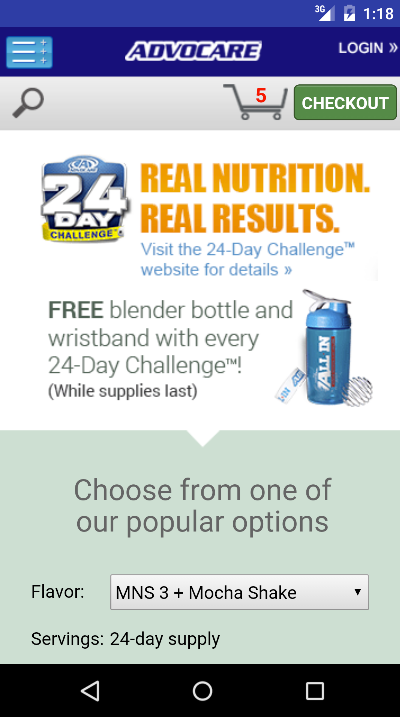 3G 1:18
ADVOCARE LOGIN »
5 CHECKOUT
24
DAY
CHALLENGE
REAL NUTRITION.
REAL RESULTS.
Visit the 24-Day Challenge™
website for details »
FREE blender bottle and
wristband with every
24-Day Challenge™!
(While supplies last)
ALL IN
Choose from one of
our popular options
Flavor: MNS 3 + Mocha Shake
Servings: 24-day supply